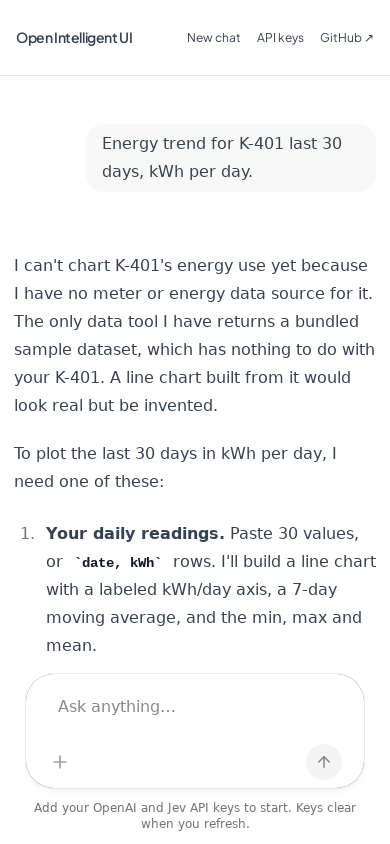 OpenIntelligent UI
New chat
API keys
GitHub ↗
Energy trend for K-401 last 30
days, kWh per day.
I can't chart K-401's energy use yet because
I have no meter or energy data source for it.
The only data tool I have returns a bundled
sample dataset, which has nothing to do with
your K-401. A line chart built from it would
look real but be invented.
To plot the last 30 days in kWh per day, I
need one of these:
1. Your daily readings. Paste 30 values,
or `date, kWh` rows. I'll build a line chart
with a labeled kWh/day axis, a 7-day
moving average, and the min, max and
mean.
Ask anything...
Add your OpenAI and Jev API keys to start. Keys clear
when you refresh.